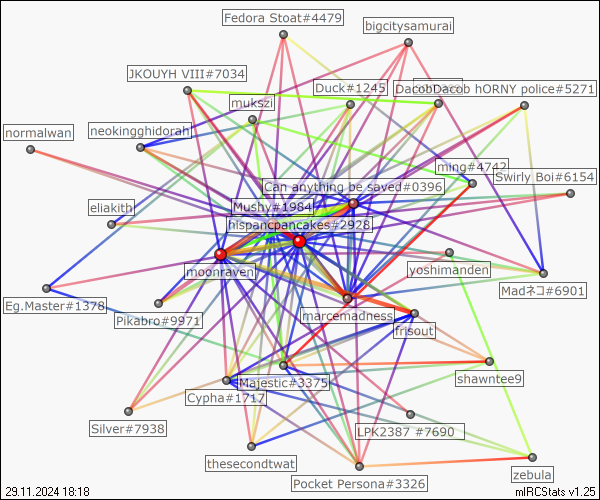 Fedora Stoat#4479
bigcitysamurai
JKOUYH VIII#7034
Duck#1245
DacobDacob hORNY police#5271
mukszi
normalwan
neokingghidorah
ming#4742
Swirly Boi#6154
Can anything be saved#0396
eliakith
Mushy#1984
hispancpancakes#2928
moonraven
yoshimanden
Eg.Master#1378
Madネコ#6901
Pikabro#9971
marcemadness
frisout
Majestic#3375
shawntee9
Cypha#1717
Silver#7938
LPK2387 #7690
thesecondtwat
zebula
Pocket Persona#3326
29.11.2024 18:18
mIRCStats v1.25